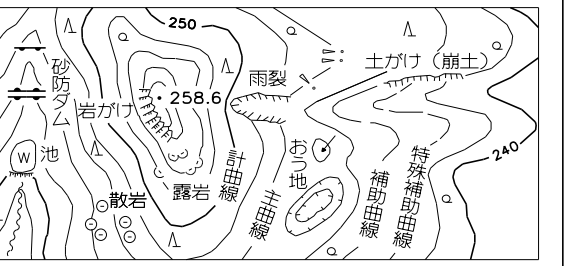 250
土がけ(崩土)
砂防ダム
雨裂
岩がけ
258.6
池
W
おう地
240
計曲線
特殊補助曲線
補助曲線
主曲線
露岩
散岩